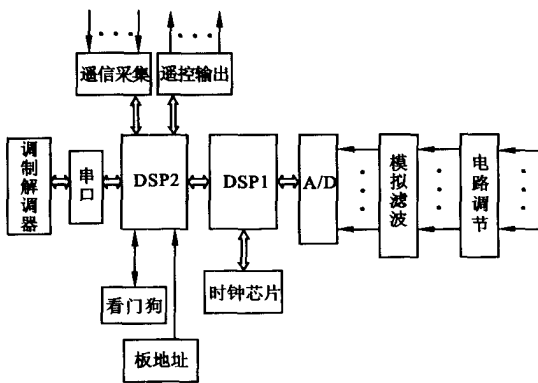 遥信采集
遥控输出
调制解调器
串口
DSP2
DSP1
A/D
模拟滤波
电路调节
看门狗
时钟芯片
板地址